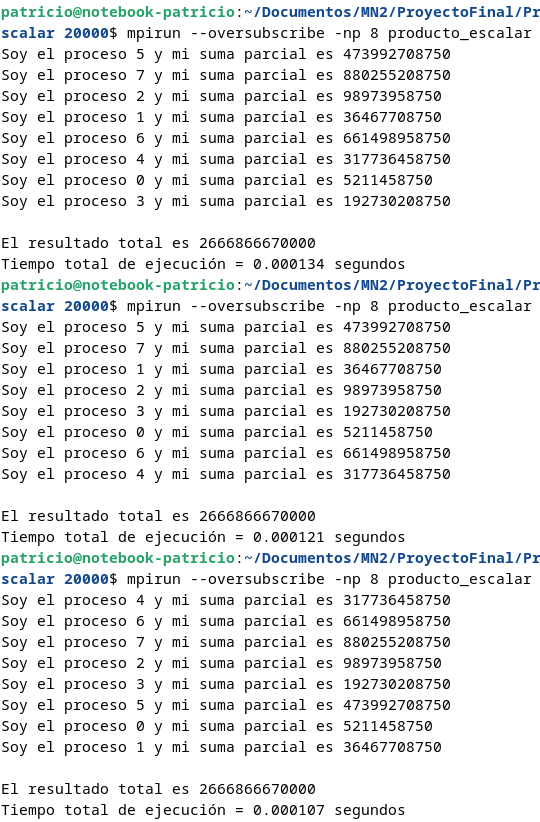 patricio@notebook-patricio:~/Documentos/MN2/ProyectoFinal/Pr
scalar 20000$ mpirun --oversubscribe -np 8 producto_escalar
Soy el proceso 5 y mi suma parcial es 473992708750
Soy el proceso 7 y mi suma parcial es 880255208750
Soy el proceso 2 y mi suma parcial es 98973958750
Soy el proceso 1 y mi suma parcial es 36467708750
Soy el proceso 6 y mi suma parcial es 661498958750
Soy el proceso 4 y mi suma parcial es 317736458750
Soy el proceso 0 y mi suma parcial es 5211458750
Soy el proceso 3 y mi suma parcial es 192730208750

El resultado total es 2666866670000
Tiempo total de ejecución = 0.000134 segundos
patricio@notebook-patricio:~/Documentos/MN2/ProyectoFinal/Pr
scalar 20000$ mpirun --oversubscribe -np 8 producto_escalar
Soy el proceso 5 y mi suma parcial es 473992708750
Soy el proceso 7 y mi suma parcial es 880255208750
Soy el proceso 1 y mi suma parcial es 36467708750
Soy el proceso 2 y mi suma parcial es 98973958750
Soy el proceso 3 y mi suma parcial es 192730208750
Soy el proceso 0 y mi suma parcial es 5211458750
Soy el proceso 6 y mi suma parcial es 661498958750
Soy el proceso 4 y mi suma parcial es 317736458750

El resultado total es 2666866670000
Tiempo total de ejecución = 0.000121 segundos
patricio@notebook-patricio:~/Documentos/MN2/ProyectoFinal/Pr
scalar 20000$ mpirun --oversubscribe -np 8 producto_escalar
Soy el proceso 4 y mi suma parcial es 317736458750
Soy el proceso 6 y mi suma parcial es 661498958750
Soy el proceso 7 y mi suma parcial es 880255208750
Soy el proceso 2 y mi suma parcial es 98973958750
Soy el proceso 3 y mi suma parcial es 192730208750
Soy el proceso 5 y mi suma parcial es 473992708750
Soy el proceso 0 y mi suma parcial es 5211458750
Soy el proceso 1 y mi suma parcial es 36467708750

El resultado total es 2666866670000
Tiempo total de ejecución = 0.000107 segundos